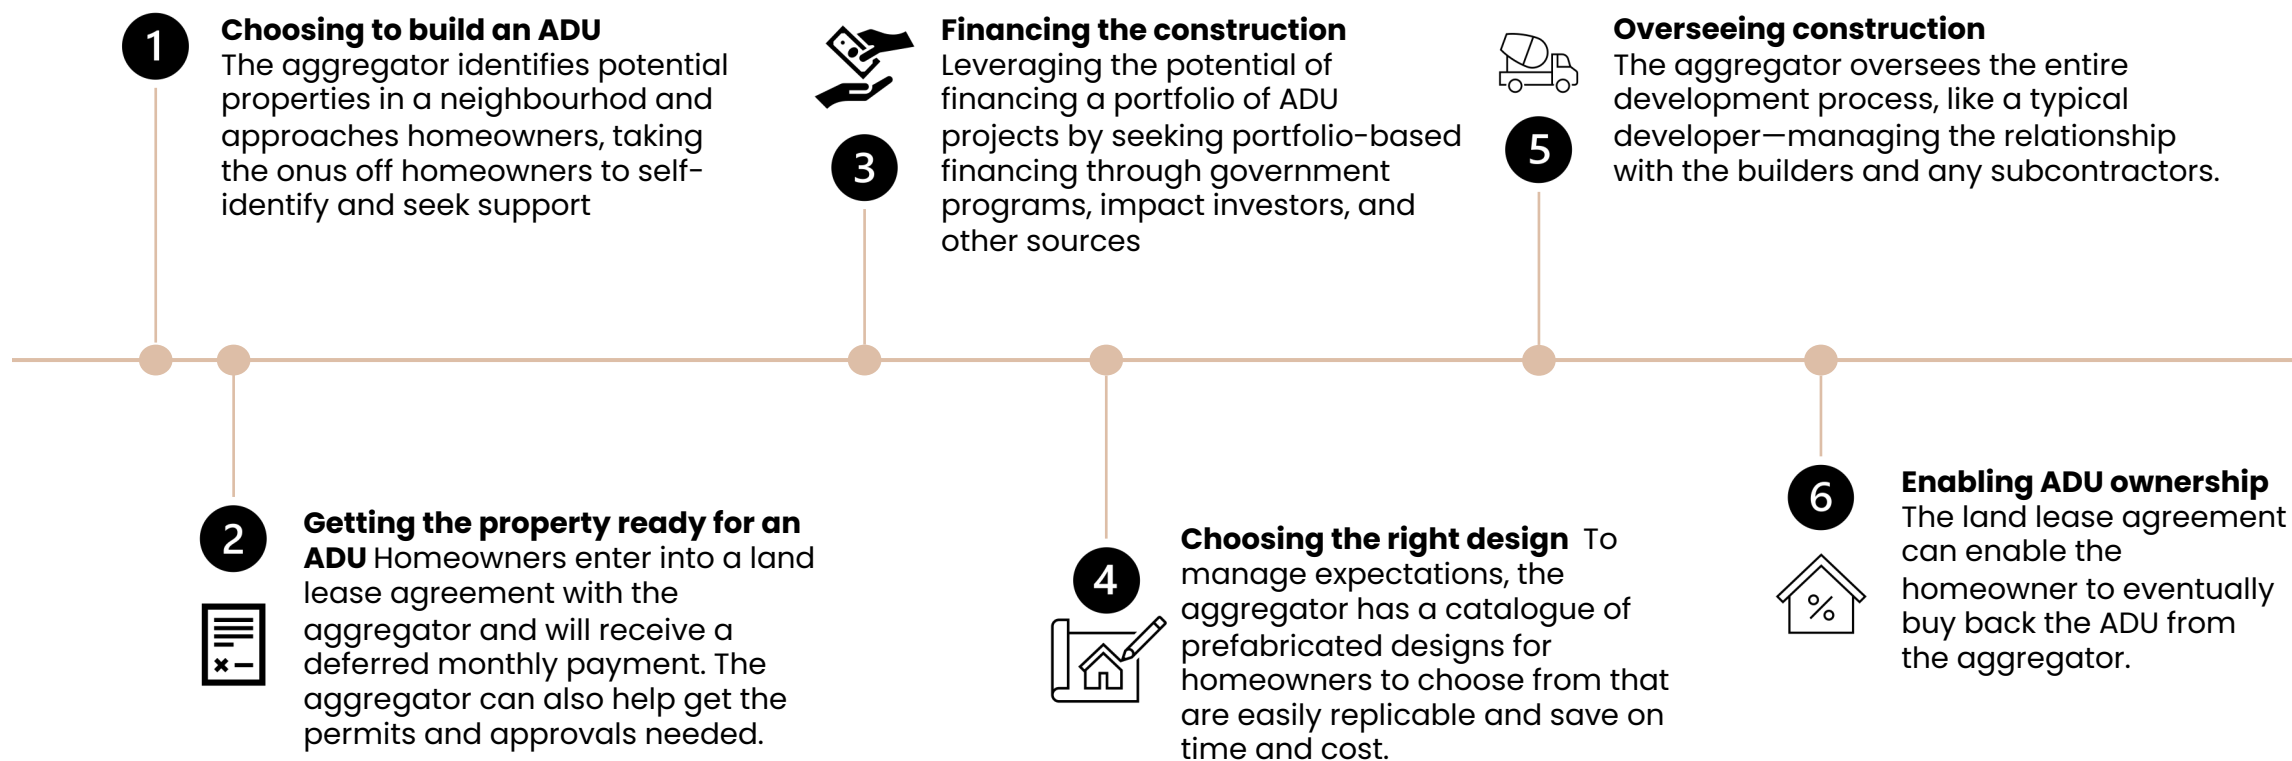 1
Choosing to build an ADU
The aggregator identifies potential
properties in a neighbourhod and
approaches homeowners, taking
the onus off homeowners to self-
identify and seek support
2
Getting the property ready for an
ADU Homeowners enter into a land
lease agreement with the
aggregator and will receive a
deferred monthly payment. The
aggregator can also help get the
permits and approvals needed.
3
Financing the construction
Leveraging the potential of
financing a portfolio of ADU
projects by seeking portfolio-based
financing through government
programs, impact investors, and
other sources
4
Choosing the right design To
manage expectations, the
aggregator has a catalogue of
prefabricated designs for
homeowners to choose from that
are easily replicable and save on
time and cost.
5
Overseeing construction
The aggregator oversees the entire
development process, like a typical
developer—managing the relationship
with the builders and any subcontractors.
6
%
Enabling ADU ownership
The land lease agreement
can enable the
homeowner to eventually
buy back the ADU from
the aggregator.